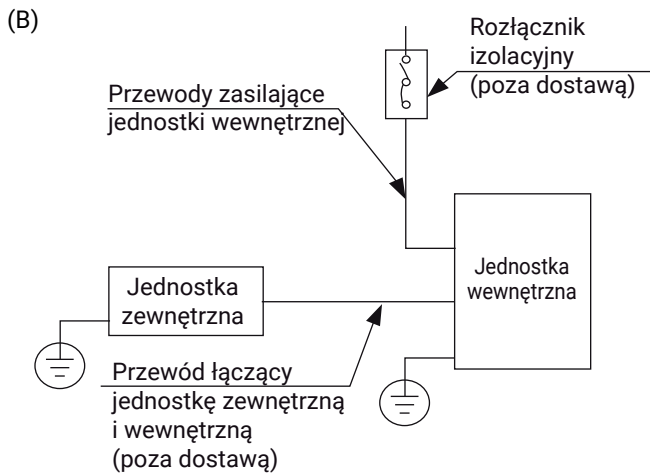 (B)
Rozłącznik
izolacyjny
(poza dostawą)
Przewody zasilające
jednostki wewnętrznej
Jednostka
wewnętrzna
Jednostka
zewnętrzna
Przewód łączący
jednostkę zewnętrzną
i wewnętrzną
(poza dostawą)